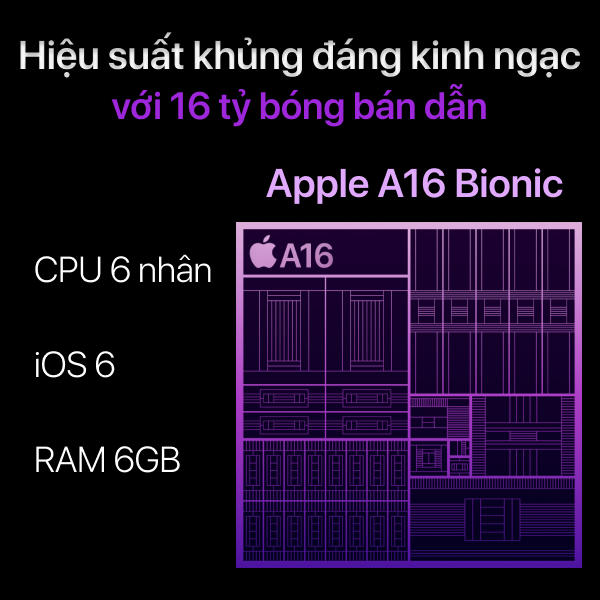 Hiệu suất khủng đáng kinh ngạc
với 16 tỷ bóng bán dẫn
Apple A16 Bionic
A16
CPU 6 nhân
iOS 6
RAM 6GB